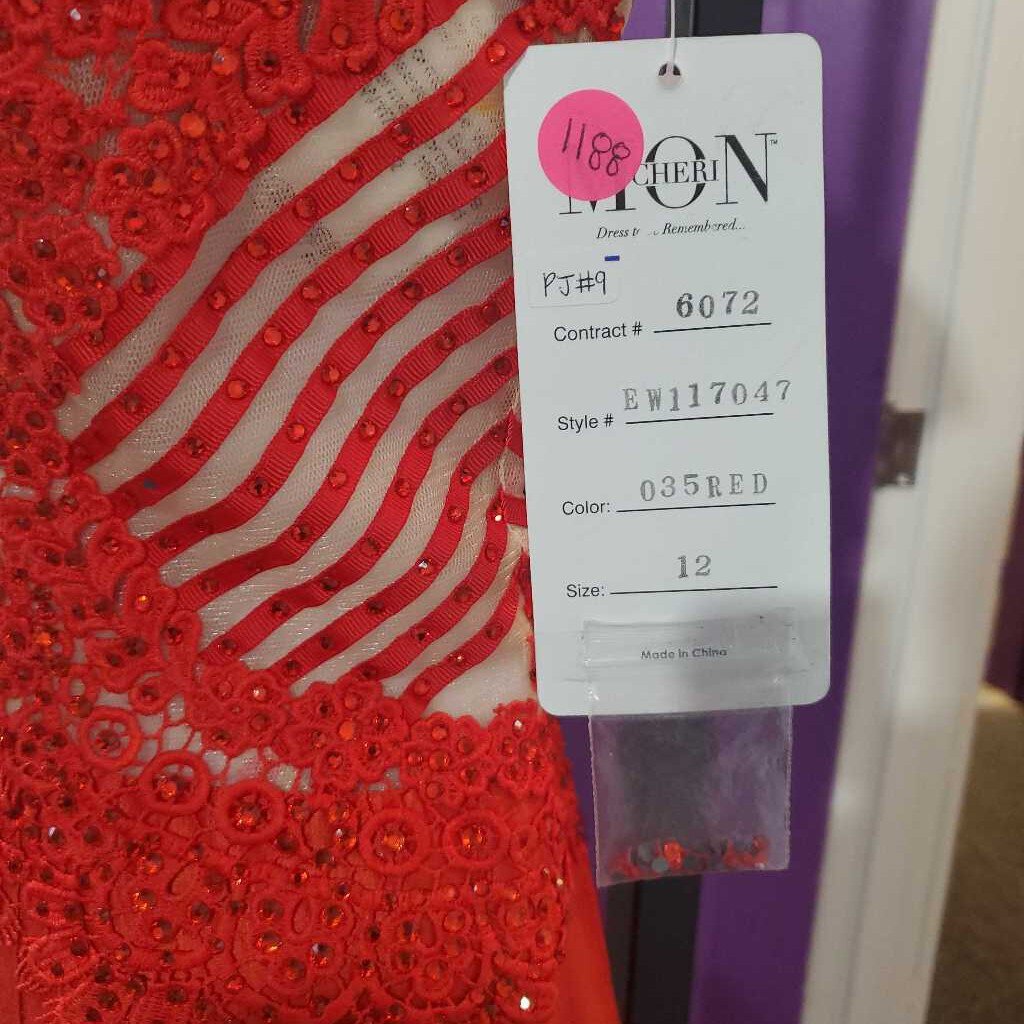 1188
MON
CHERI
™
Dress to Remembered...
PJ#9
Contract # 6072
Style # EW117047
Color: 035RED
Size: 12
Made in China